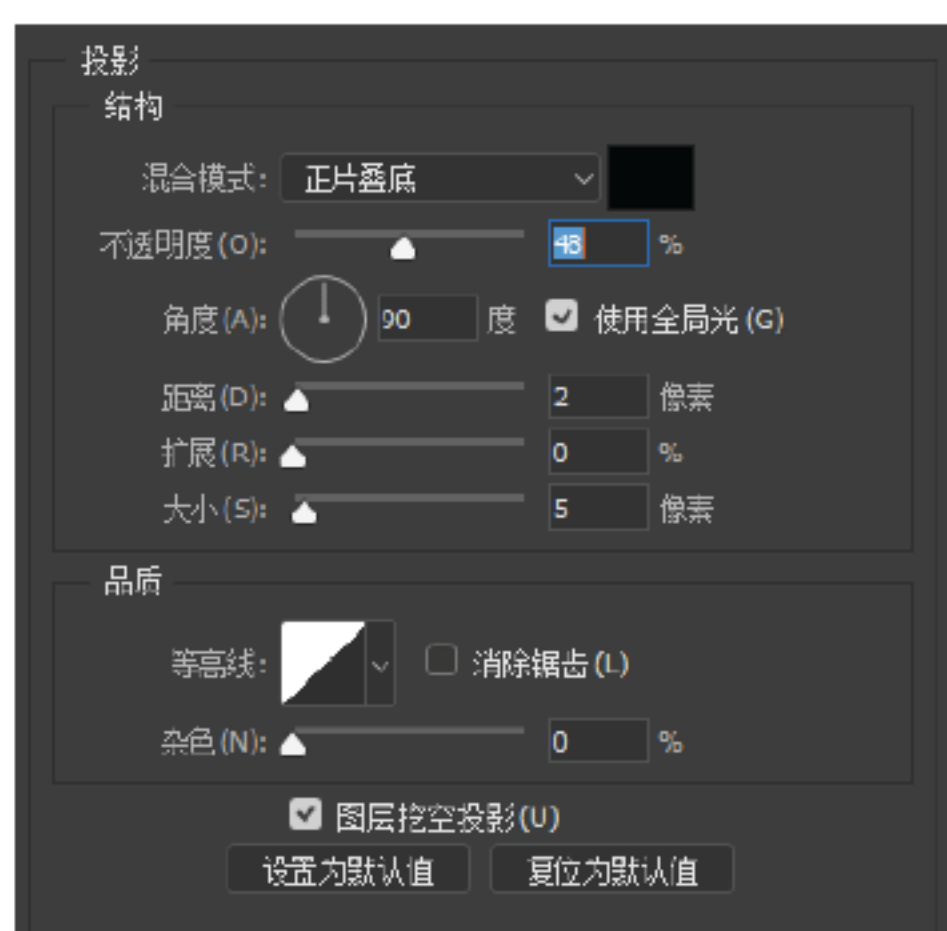 投影
结构
混合模式: 正片叠底
不透明度(O): 48 %
角度(A): 90 度 使用全局光(G)
距离(D): 2 像素
扩展(R): 0 %
大小(S): 5 像素
品质
等高线: 消除锯齿(L)
杂色(N): 0 %
图层挖空投影(U)
设置为默认值 复位为默认值